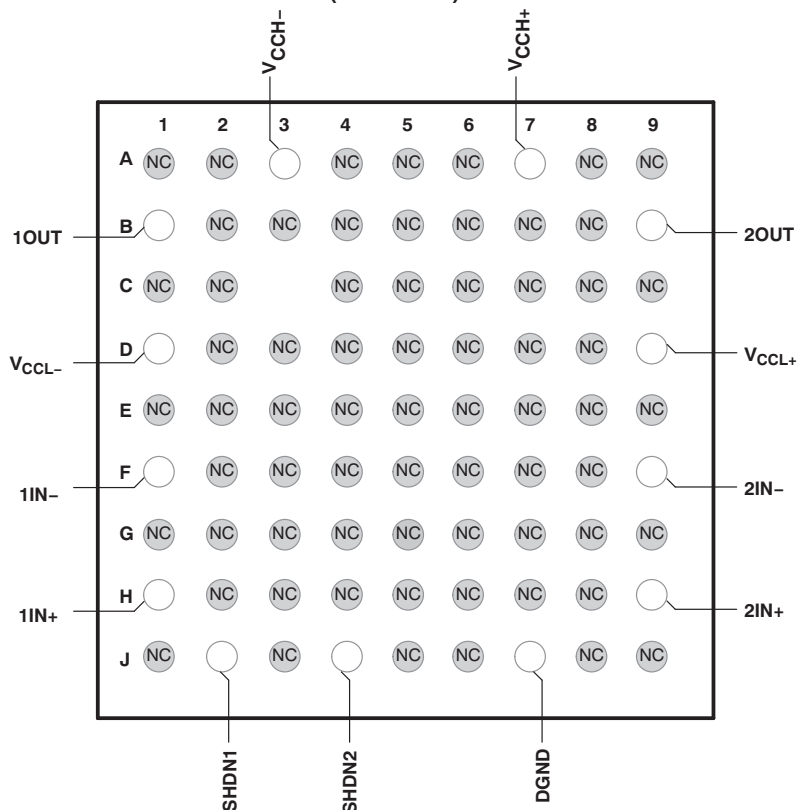 VCCH−
VCCH+
1 2 3 4 5 6 7 8 9
A NC NC NC NC NC NC NC
1OUT B NC NC NC NC NC NC NC 2OUT
C NC NC NC NC NC NC NC NC
VCCL− D NC NC NC NC NC NC NC VCCL+
E NC NC NC NC NC NC NC NC NC
1IN− F NC NC NC NC NC NC NC 2IN−
G NC NC NC NC NC NC NC NC NC
1IN+ H NC NC NC NC NC NC NC 2IN+
J NC NC NC NC NC NC
SHDN1
SHDN2
DGND